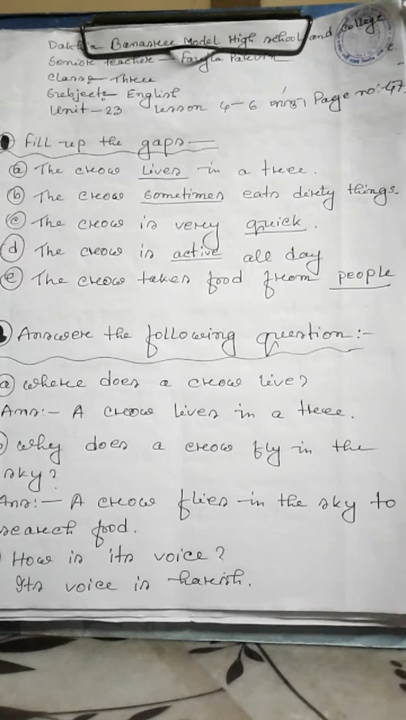 Banasree Model High school and College
Senior teacher -
Class - Three
Subject - English
Unit - 23 Lesson 4-6 Page no:-47
Fill up the gaps
(a) The crow Lives in a tree.
(b) The crow sometimes eats dirty things.
(c) The crow is very quick.
(d) The crow is active all day
(e) The crow takes food from people
Answer the following question:-
(a) where does a crow live?
Ans:- A crow lives in a tree.
) why does a crow fly in the
sky?
Ans:- A crow flies in the sky to
search food.
How is its voice?
Its voice is harsh.